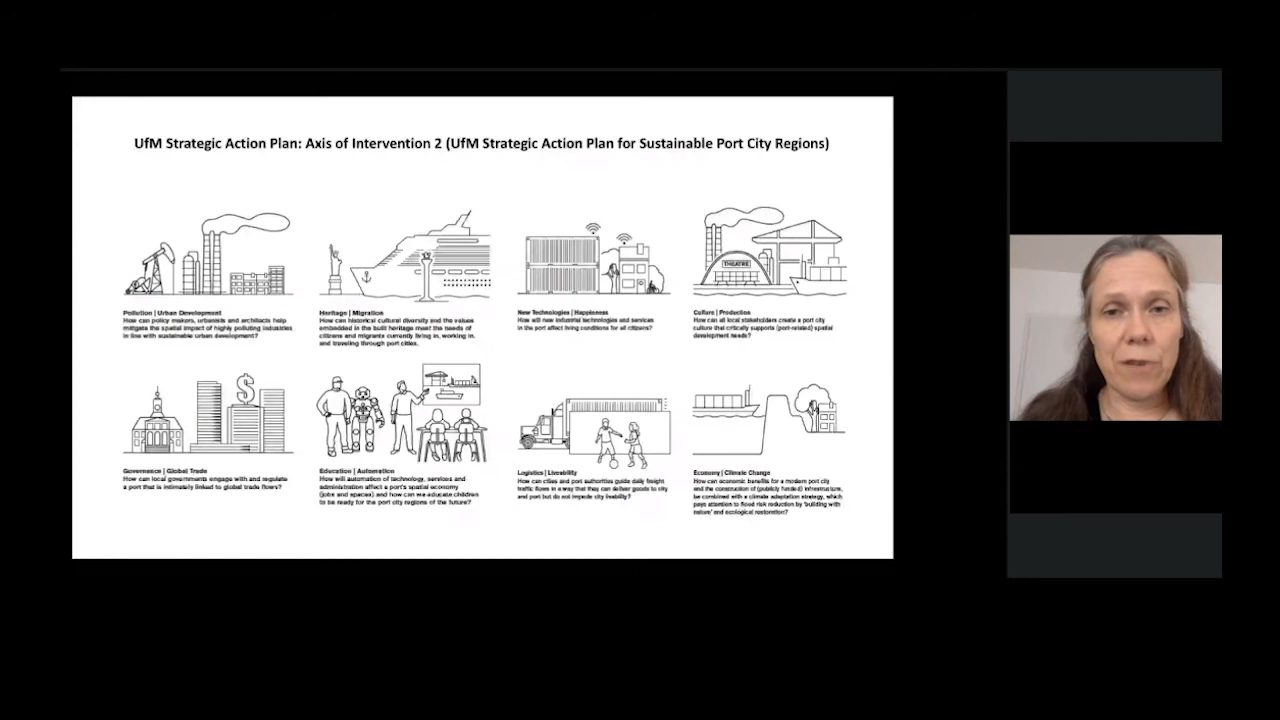 UfM Strategic Action Plan: Axis of Intervention 2 (UfM Strategic Action Plan for Sustainable Port City Regions)
Pollution | Urban Development
How can policy makers, urbanists and architects help
mitigate the spatial impact of highly polluting industries
in line with sustainable urban development?
Heritage | Migration
How can historical cultural diversity and the values
embedded in the built heritage meet the needs of
citizens and migrants currently living in, working in
and traveling through port cities.
New Technologies | Happiness
How will new industrial technologies and services
in the port affect living conditions for all citizens?
THEATRE
Culture | Production
How can all local stakeholders create a port city
culture that critically supports (port-related) spatial
development needs?
$
Governance | Global Trade
How can local governments engage with and regulate
a port that is intimately linked to global trade flows?
Education | Automation
How will automation of technology, services and
administration affect a port's spatial economy
(jobs and spaces) and how can we educate children
to be ready for the port city regions of the future?
Logistics | Liveability
How can cities and port authorities guide daily freight
traffic flows in a way that they can deliver goods to city
and port but do not impede city livability?
Economy | Climate Change
How can economic benefits for a modern port city
and the construction of (publicly funded) infrastructure,
be combined with a climate adaptation strategy, which
pays attention to flood risk reduction by 'building with
nature' and ecological restoration?